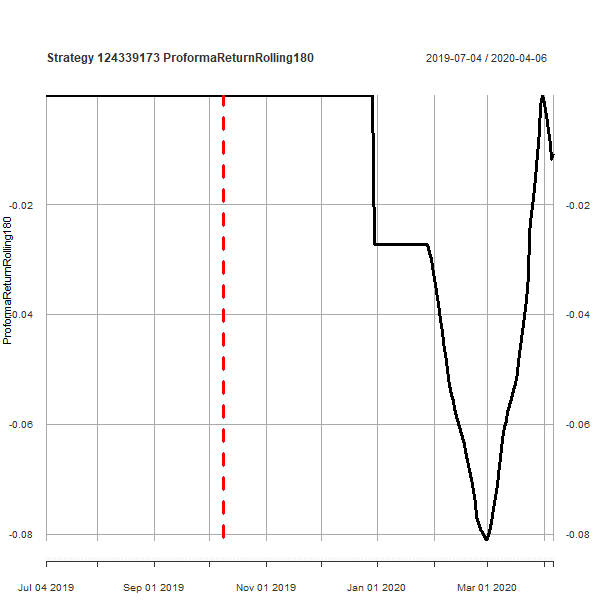 Strategy 124339173 ProformaReturnRolling180
2019-07-04 / 2020-04-06
ProformaReturnRolling180
-0.02
-0.02
-0.04
-0.04
-0.06
-0.06
-0.08
-0.08
Jul 04 2019
Sep 01 2019
Nov 01 2019
Jan 01 2020
Mar 01 2020